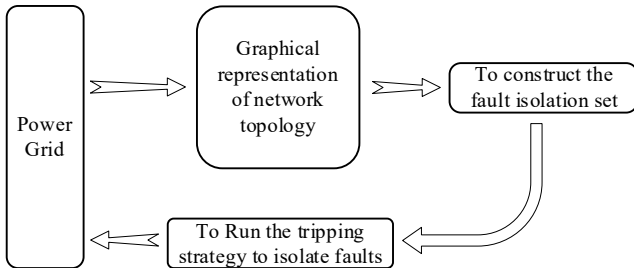 Power
Grid
Graphical
representation
of network
topology
To construct the
fault isolation set
To Run the tripping
strategy to isolate faults